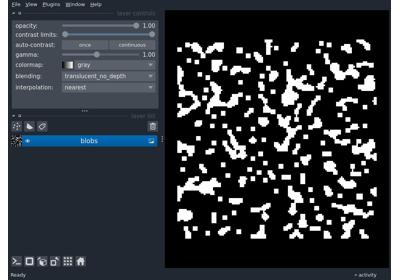 File View Plugins Window Help
layer controls
opacity: 1.00
contrast limits:
auto-contrast: once continuous
gamma: 1.00
colormap: gray
blending: translucent_no_depth
interpolation: nearest
layer list
blobs
Ready
activity